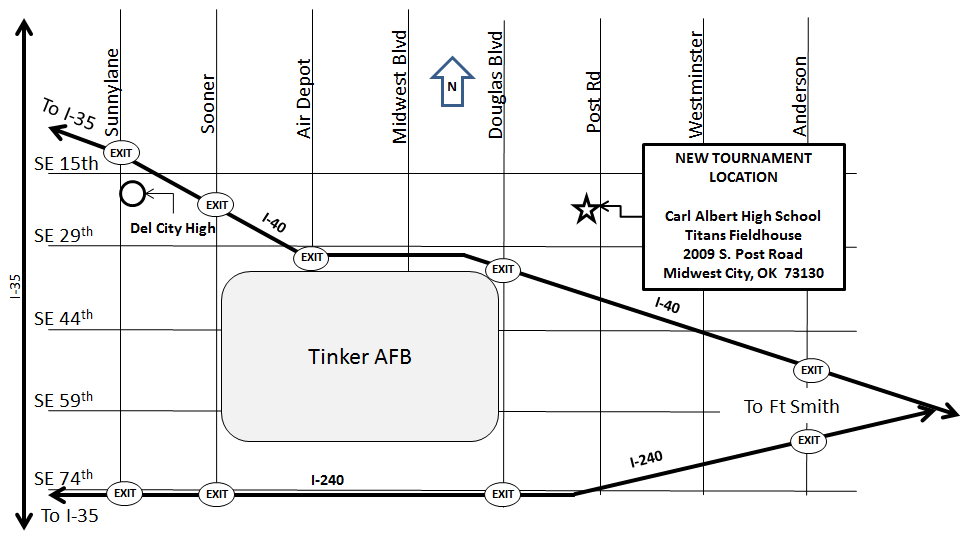 Sunnylane
Sooner
Air Depot
Midwest Blvd
N
Douglas Blvd
Post Rd
Westminster
Anderson
To I-35
EXIT
SE 15th
NEW TOURNAMENT
LOCATION
Carl Albert High School
Titans Fieldhouse
2009 S. Post Road
Midwest City, OK 73130
Del City High
EXIT
I-40
SE 29th
EXIT
EXIT
I-35
I-40
SE 44th
Tinker AFB
EXIT
SE 59th
To Ft Smith
EXIT
I-240
SE 74th
I-240
EXIT
EXIT
EXIT
To I-35